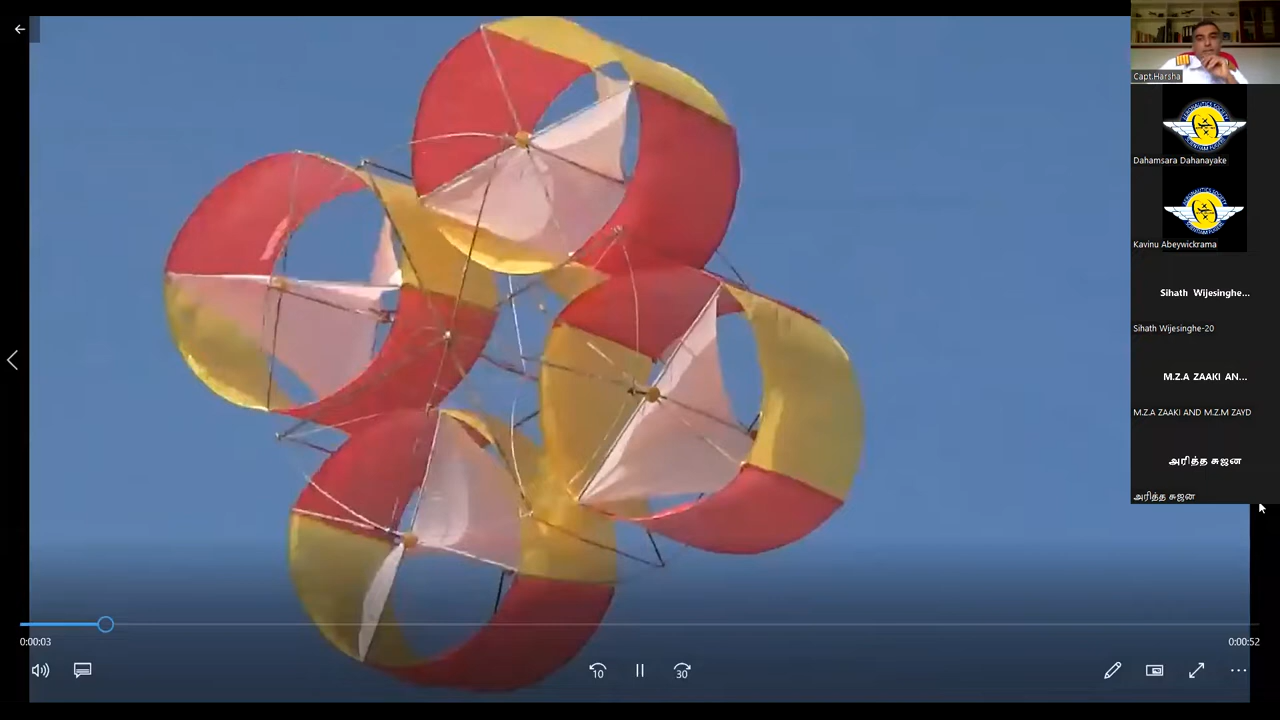 Capt.Harsha
Dahamsara Dahanayake
Kavinu Abeywickrama
Sihath Wijesinghe...
Sihath Wijesinghe-20
M.Z.A ZAAKI AN...
M.Z.A ZAAKI AND M.Z.M ZAYD
அரித்த சுஜன
அரித்த சுஜன
0:00:03
0:00:52
10
30